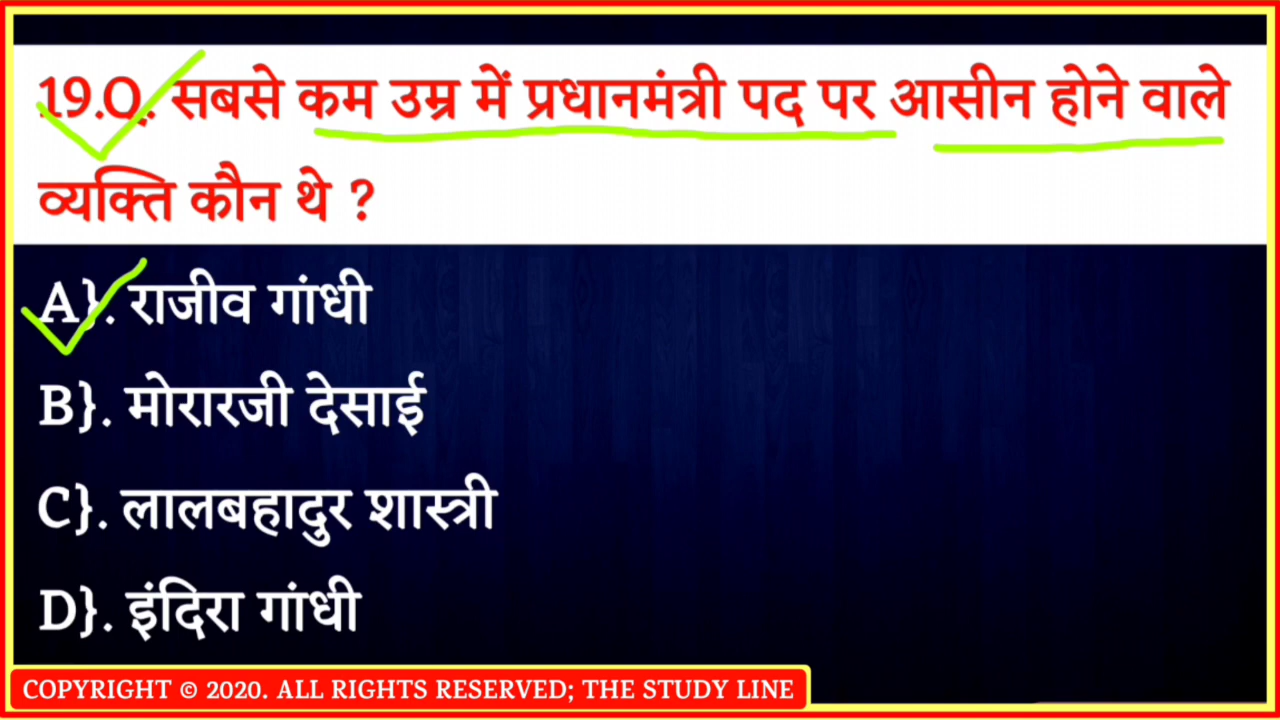 19.Q. सबसे कम उम्र में प्रधानमंत्री पद पर आसीन होने वाले
व्यक्ति कौन थे ?
A}. राजीव गांधी
B}. मोरारजी देसाई
C}. लालबहादुर शास्त्री
D}. इंदिरा गांधी
COPYRIGHT © 2020. ALL RIGHTS RESERVED; THE STUDY LINE